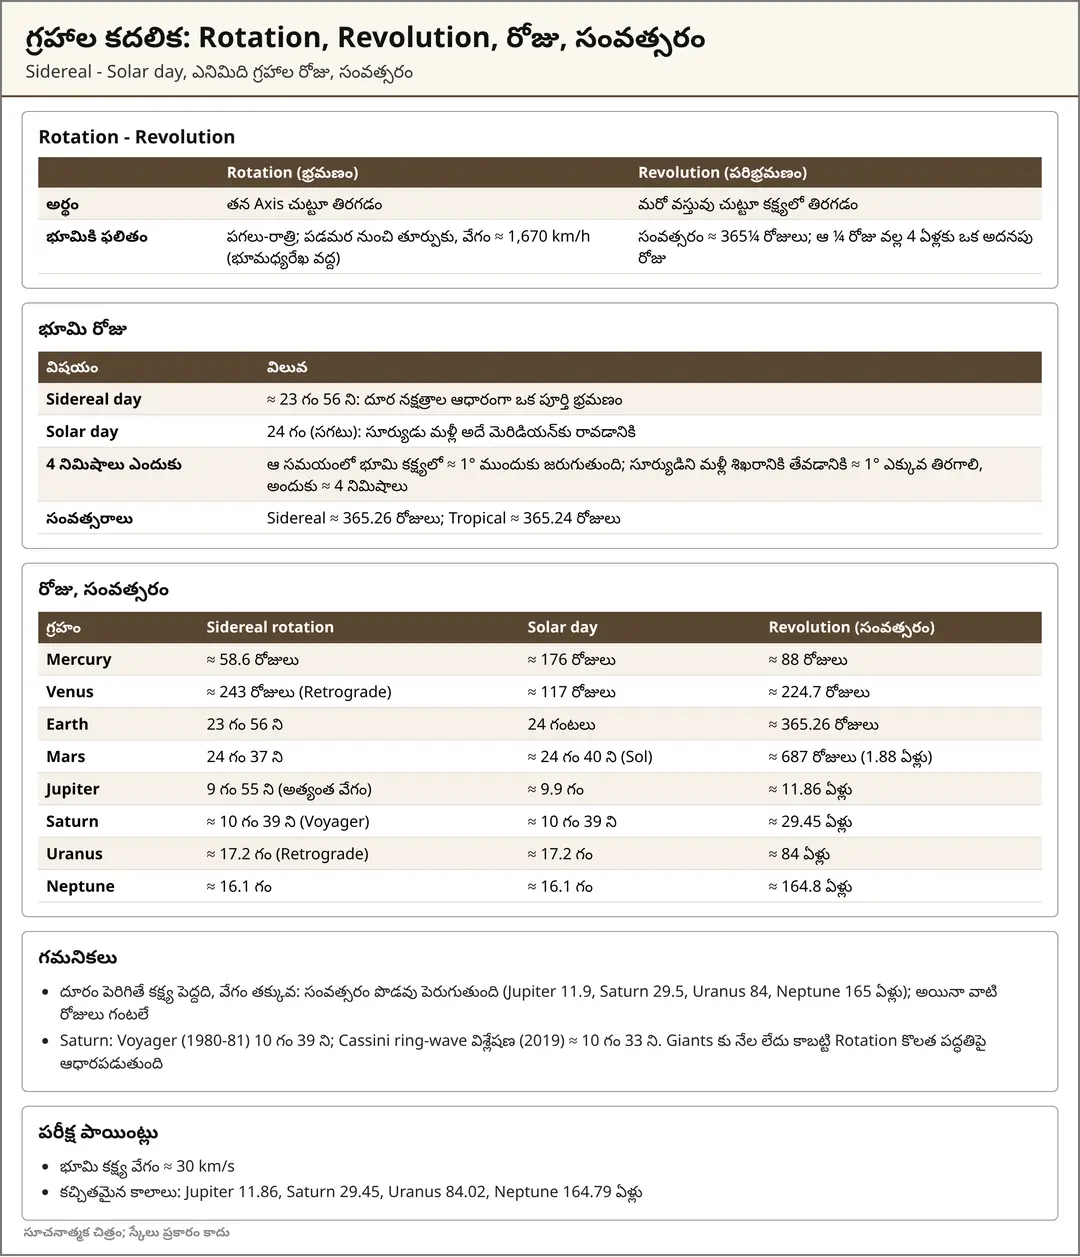 గ్రహాల కదలిక: Rotation, Revolution, రోజు, సంవత్సరం
Sidereal - Solar day, ఎనిమిది గ్రహాల రోజు, సంవత్సరం
Rotation - Revolution
Rotation (భ్రమణం) Revolution (పరిభ్రమణం)
అర్థం తన Axis చుట్టూ తిరగడం మరో వస్తువు చుట్టూ కక్ష్యలో తిరగడం
భూమికి ఫలితం పగలు-రాత్రి; పడమర నుంచి తూర్పుకు, వేగం ≈ 1,670 km/h (భూమధ్యరేఖ వద్ద) సంవత్సరం ≈ 365¼ రోజులు; ఆ ¼ రోజు వల్ల 4 ఏళ్లకు ఒక అదనపు రోజు
భూమి రోజు
విషయం విలువ
Sidereal day ≈ 23 గం 56 ని: దూర నక్షత్రాల ఆధారంగా ఒక పూర్తి భ్రమణం
Solar day 24 గం (సగటు): సూర్యుడు మళ్లీ అదే మెరిడియన్‌కు రావడానికి
4 నిమిషాలు ఎందుకు ఆ సమయంలో భూమి కక్ష్యలో ≈ 1° ముందుకు జరుగుతుంది; సూర్యుడిని మళ్లీ శిఖరానికి తేవడానికి ≈ 1° ఎక్కువ తిరగాలి,
అందుకు ≈ 4 నిమిషాలు
సంవత్సరాలు Sidereal ≈ 365.26 రోజులు; Tropical ≈ 365.24 రోజులు
రోజు, సంవత్సరం
గ్రహం Sidereal rotation Solar day Revolution (సంవత్సరం)
Mercury ≈ 58.6 రోజులు ≈ 176 రోజులు ≈ 88 రోజులు
Venus ≈ 243 రోజులు (Retrograde) ≈ 117 రోజులు ≈ 224.7 రోజులు
Earth 23 గం 56 ని 24 గంటలు ≈ 365.26 రోజులు
Mars 24 గం 37 ని ≈ 24 గం 40 ని (Sol) ≈ 687 రోజులు (1.88 ఏళ్లు)
Jupiter 9 గం 55 ని (అత్యంత వేగం) ≈ 9.9 గం ≈ 11.86 ఏళ్లు
Saturn ≈ 10 గం 39 ని (Voyager) ≈ 10 గం 39 ని ≈ 29.45 ఏళ్లు
Uranus ≈ 17.2 గం (Retrograde) ≈ 17.2 గం ≈ 84 ఏళ్లు
Neptune ≈ 16.1 గం ≈ 16.1 గం ≈ 164.8 ఏళ్లు
గమనికలు
• దూరం పెరిగితే కక్ష్య పెద్దది, వేగం తక్కువ: సంవత్సరం పొడవు పెరుగుతుంది (Jupiter 11.9, Saturn 29.5, Uranus 84, Neptune 165 ఏళ్లు); అయినా వాటి
రోజులు గంటలే
• Saturn: Voyager (1980-81) 10 గం 39 ని; Cassini ring-wave విశ్లేషణ (2019) ≈ 10 గం 33 ని. Giants కు నేల లేదు కాబట్టి Rotation కొలత పద్ధతిపై
ఆధారపడుతుంది
పరీక్ష పాయింట్లు
• భూమి కక్ష్య వేగం ≈ 30 km/s
• కచ్చితమైన కాలాలు: Jupiter 11.86, Saturn 29.45, Uranus 84.02, Neptune 164.79 ఏళ్లు
సూచనాత్మక చిత్రం; స్కేలు ప్రకారం కాదు